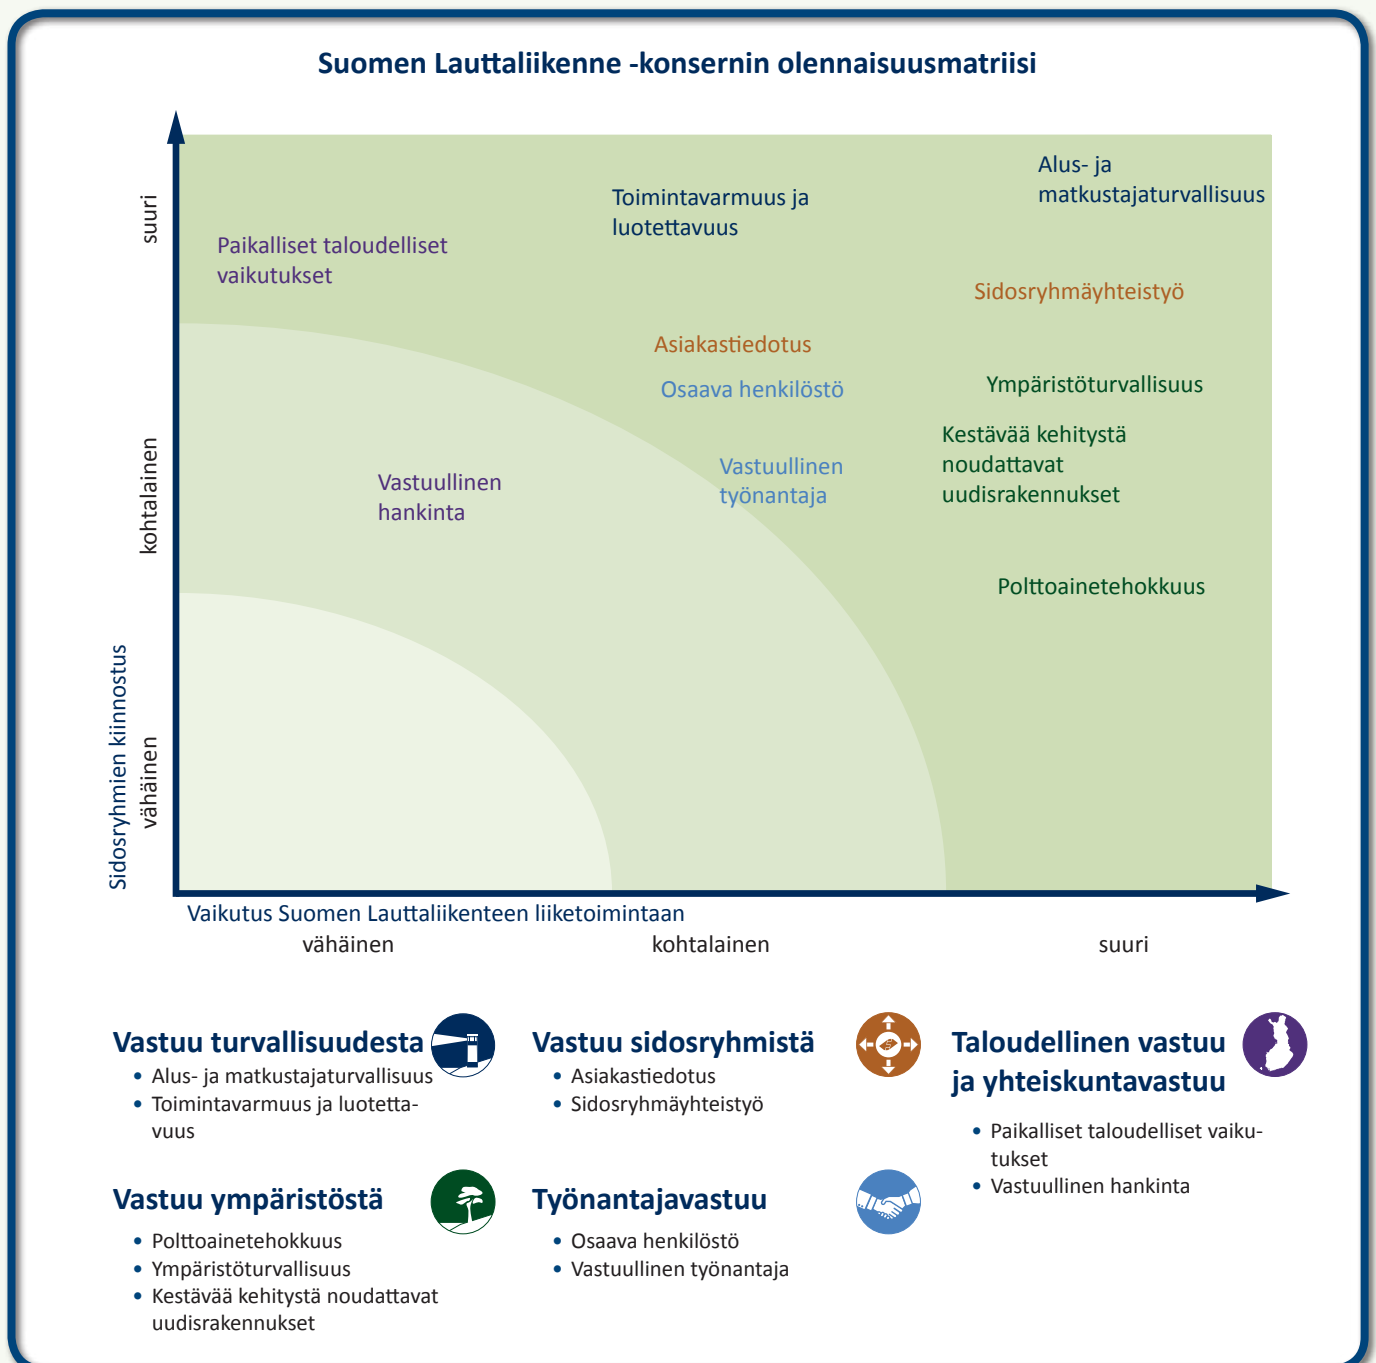 Suomen Lauttaliikenne -konsernin olennaisuusmatriisi
Alus- ja
matkustajaturvallisuus
Toimintavarmuus ja
luotettavuus
Paikalliset taloudelliset
vaikutukset
Sidosryhmäyhteistyö
Asiakastiedotus
Osaava henkilöstö
Ympäristöturvallisuus
Kestävää kehitystä
noudattavat
uudisrakennukset
Vastuullinen
työnantaja
Vastuullinen
hankinta
Polttoainetehokkuus
suuri
kohtalainen
vähäinen
Sidosryhmien kiinnostus
Vaikutus Suomen Lauttaliikenteen liiketoimintaan
vähäinen
kohtalainen
suuri
Vastuu turvallisuudesta
• Alus- ja matkustajaturvallisuus
• Toimintavarmuus ja luotetta-
vuus
Vastuu sidosryhmistä
• Asiakastiedotus
• Sidosryhmäyhteistyö
Taloudellinen vastuu
ja yhteiskuntavastuu
• Paikalliset taloudelliset vaiku-
tukset
• Vastuullinen hankinta
Vastuu ympäristöstä
• Polttoainetehokkuus
• Ympäristöturvallisuus
• Kestävää kehitystä noudattavat
uudisrakennukset
Työnantajavastuu
• Osaava henkilöstö
• Vastuullinen työnantaja